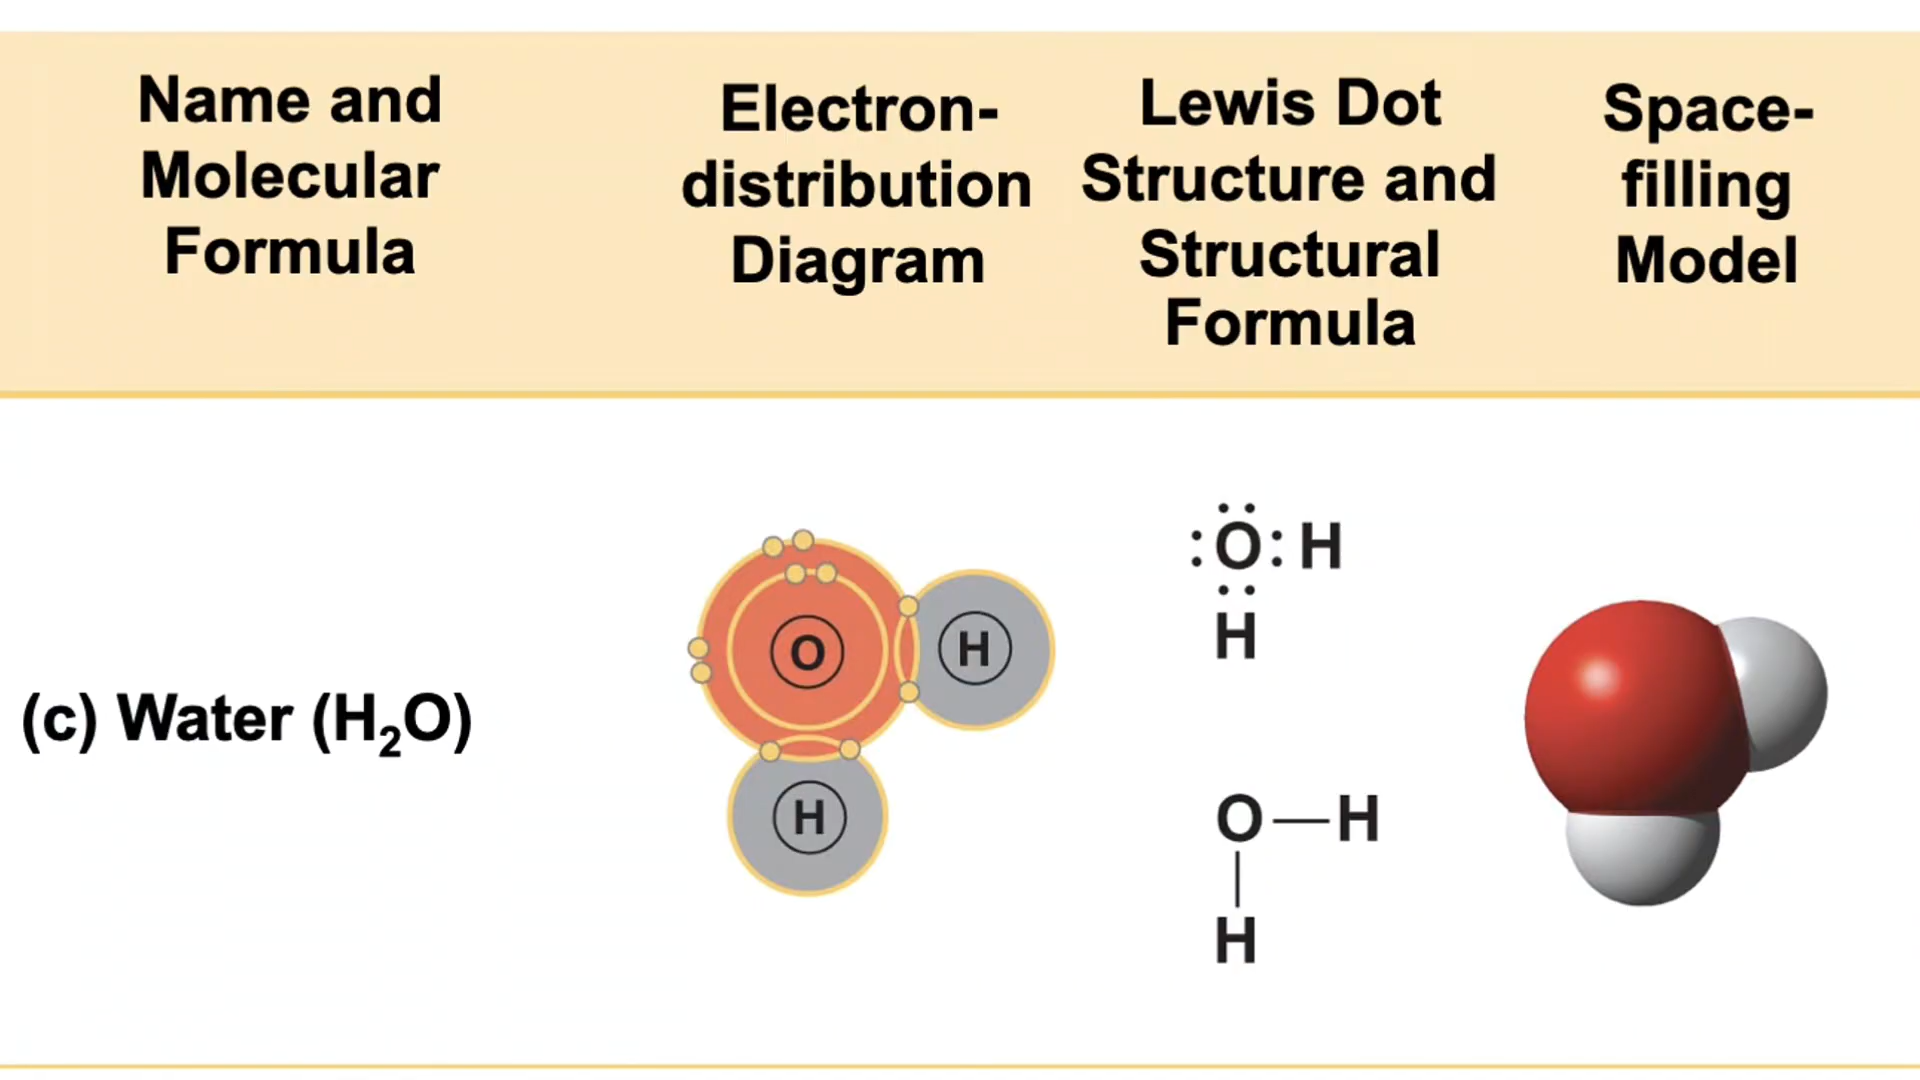 Name and
Molecular
Formula
Electron-
distribution
Diagram
Lewis Dot
Structure and
Structural
Formula
Space-
filling
Model
(c) Water (H₂O)
O
H
H
:Ö: H
H
O—H
H